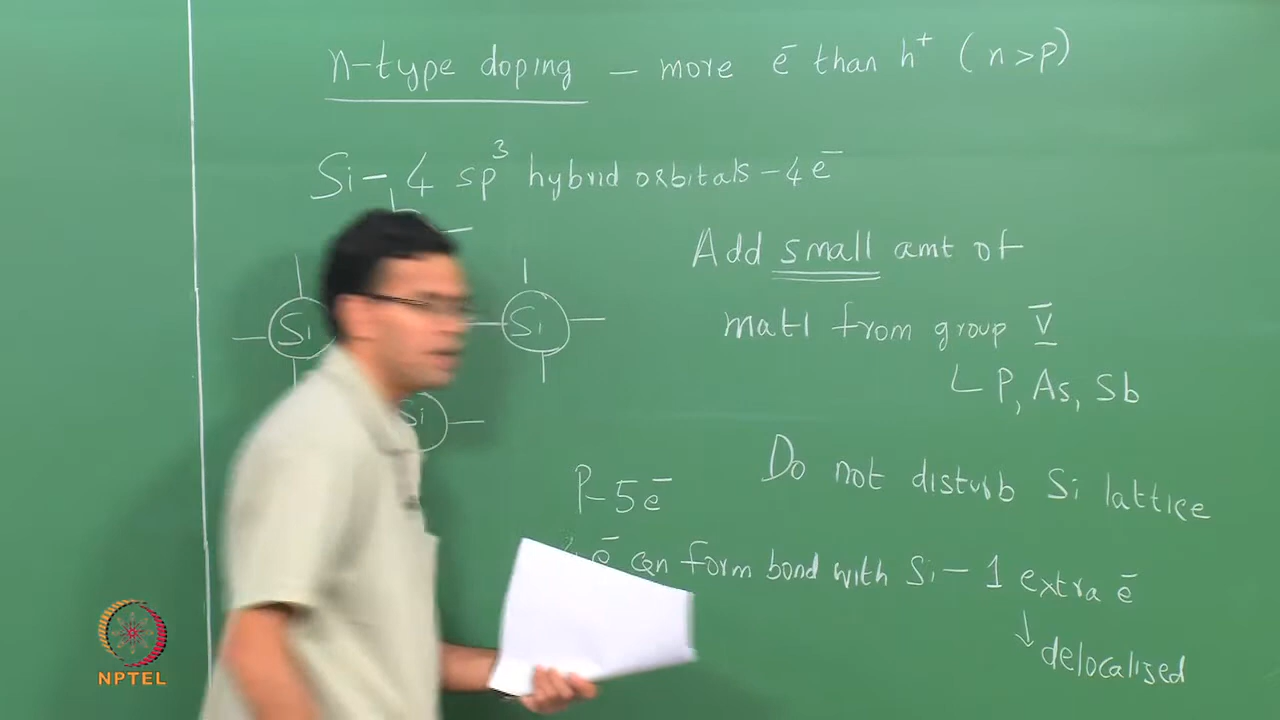 n-type doping – more e⁻ than h⁺ (n>p)
Si – 4 sp³ hybrid orbitals – 4e⁻
Add small amt of
matl from group V
P, As, Sb
Si Si
Si
Do not disturb Si lattice
P – 5e⁻
e⁻ can form bond with Si – 1 extra e⁻
↓
delocalised
NPTEL